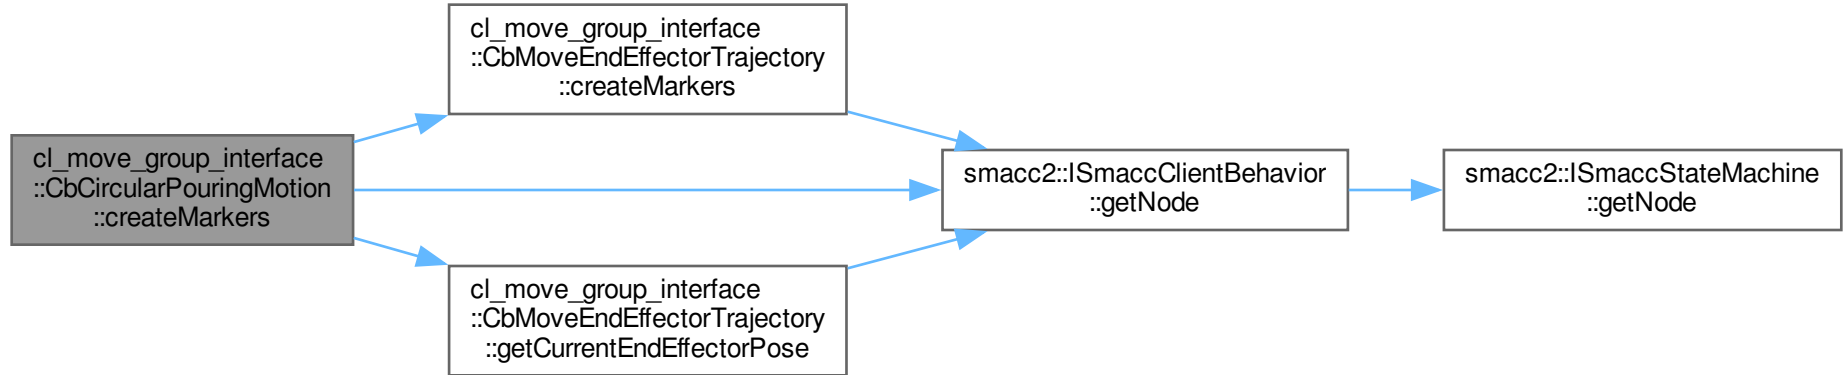 cl_move_group_interface
::CbCircularPouringMotion
::createMarkers
cl_move_group_interface
::CbMoveEndEffectorTrajectory
::createMarkers
cl_move_group_interface
::CbMoveEndEffectorTrajectory
::getCurrentEndEffectorPose
smacc2::ISmaccClientBehavior
::getNode
smacc2::ISmaccStateMachine
::getNode